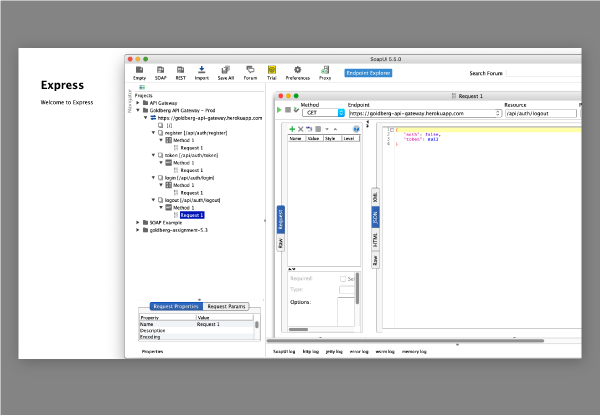 SoapUI 5.5.0
Express
Welcome to Express
Empty SOAP REST Import Save All Forum Trial Preferences Proxy Endpoint Explorer Search Forum
Navigator
Projects
API Gateway
Goldberg API Gateway - Prod
https://goldberg-api-gateway.herokuapp.com
[/]
register [/api/auth/register]
Method 1
Request 1
token [/api/auth/token]
Method 1
Request 1
login [/api/auth/login]
Method 1
Request 1
logout [/api/auth/logout]
Method 1
Request 1
SOAP Example
goldberg-assignment-5.3
Request Properties Request Params
Property Value
Name Request 1
Description
Encoding
Properties
Request 1
Method Endpoint Resource
GET https://goldberg-api-gateway.herokuapp.com /api/auth/logout
Request
Raw
Name Value Style Level
Required:
Type:
Options:
XML
JSON
HTML
Raw
{
"auth": false,
"token": null
}
SoapUI log http log jetty log error log wsrm log memory log